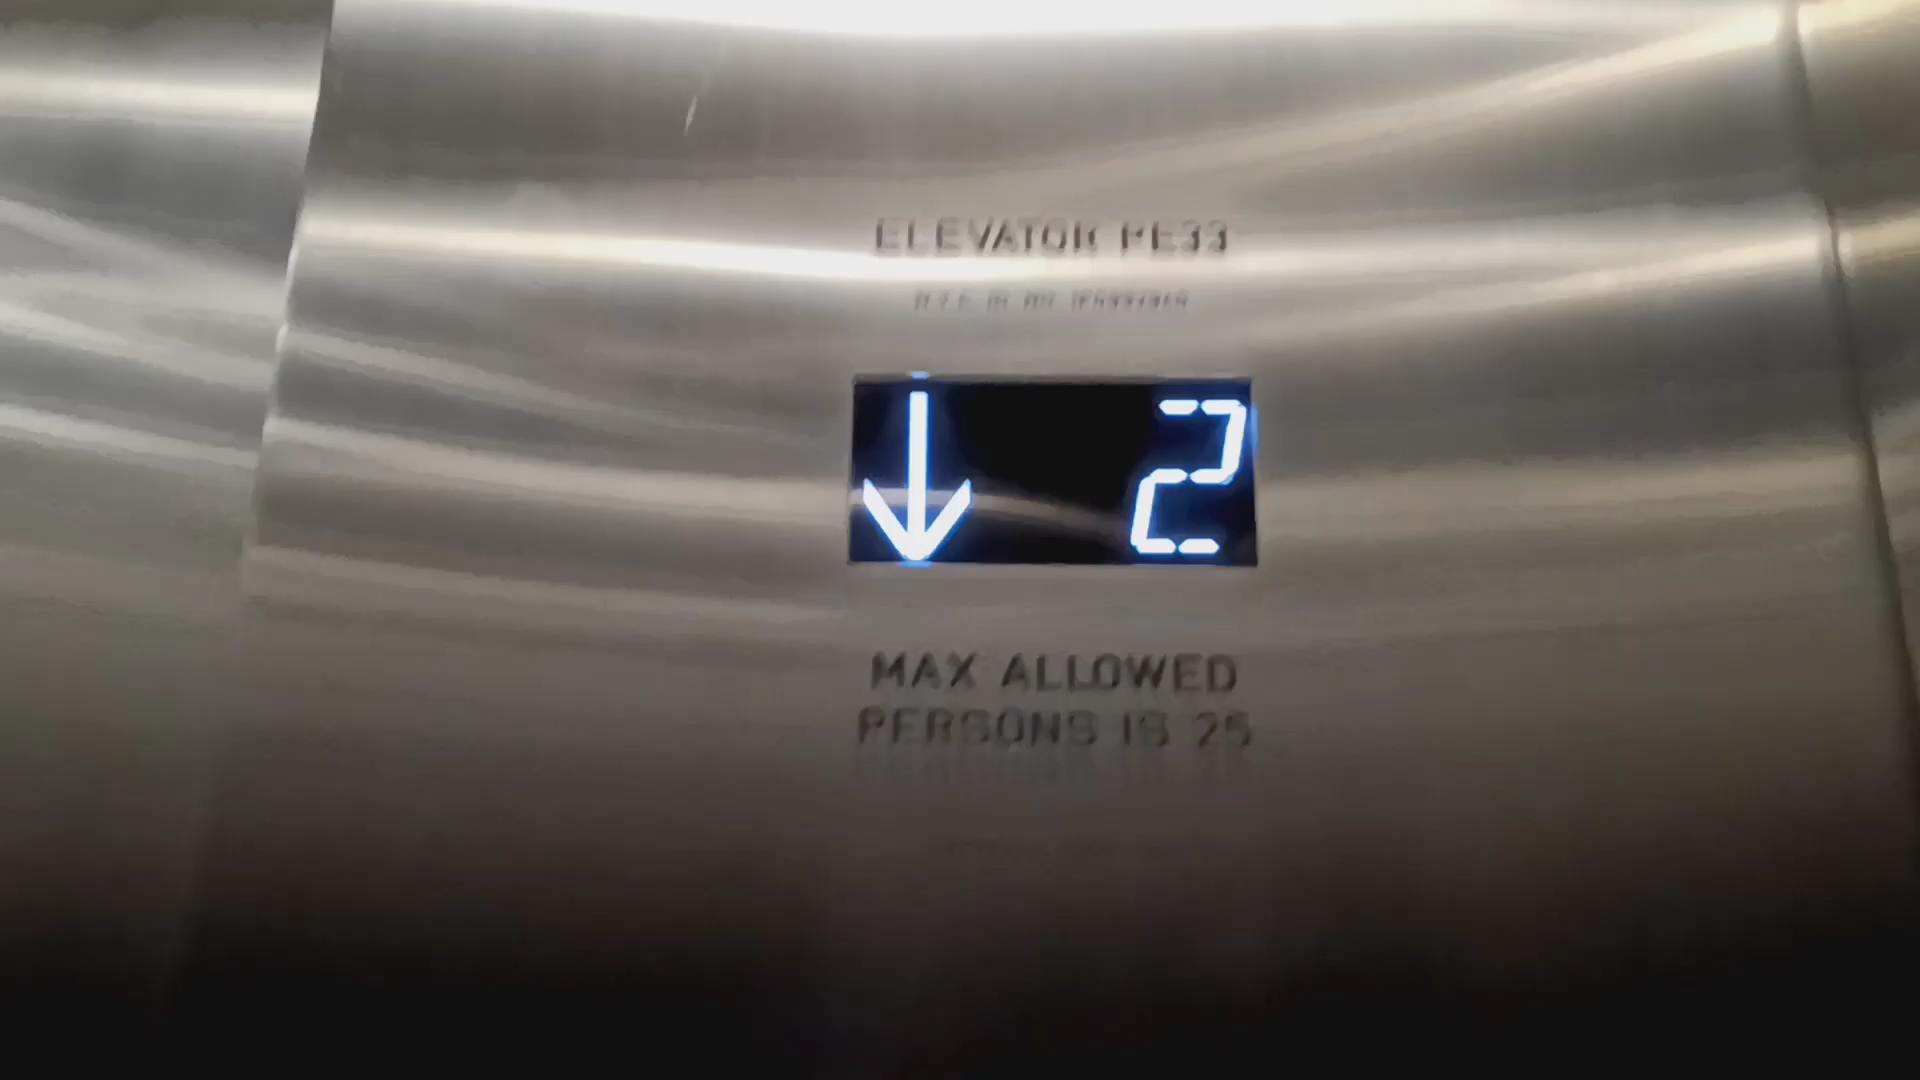 ELEVATOR PE33
↓ 2
MAX ALLOWED
PERSONS IS 25